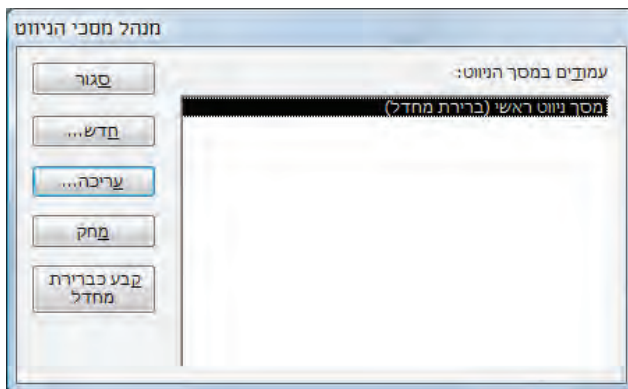 מנהל מסכי הניווט
עמודים במסך הניווט:
מסך ניווט ראשי (ברירת מחדל)
סגור
חדש...
עריכה...
מחק
קבע כברירת
מחדל